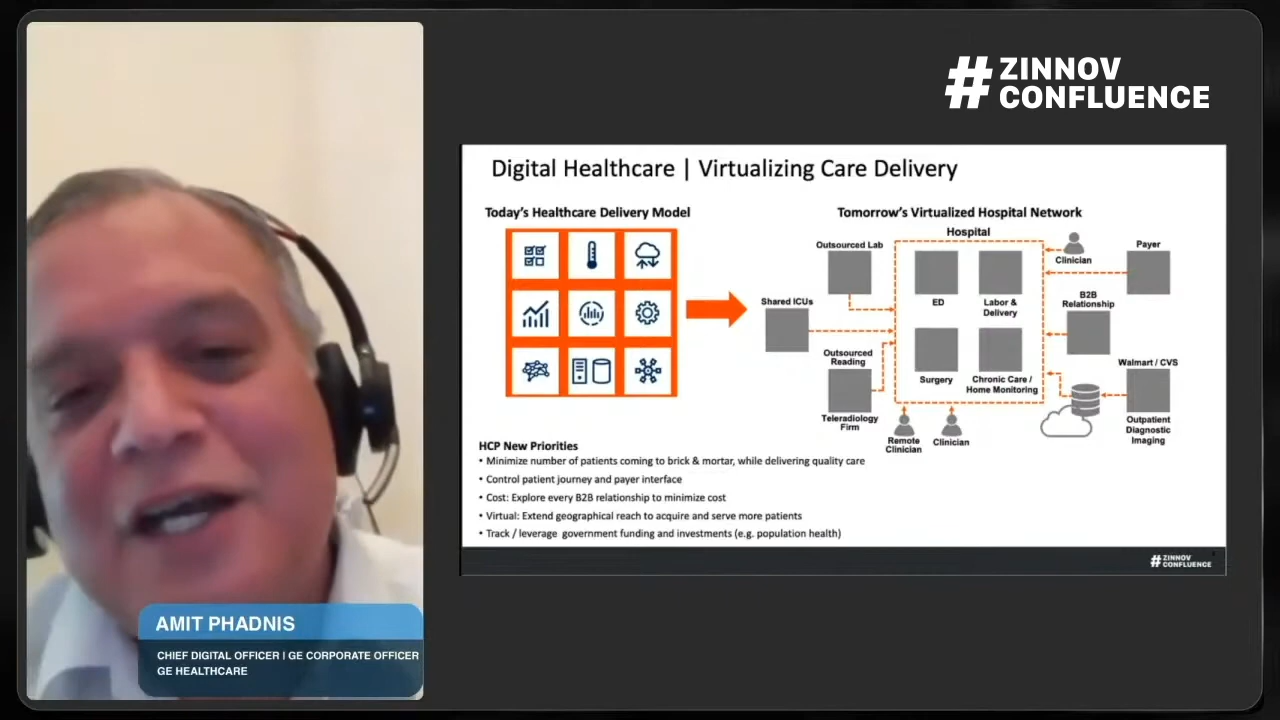 # ZINNOV
CONFLUENCE
Digital Healthcare | Virtualizing Care Delivery
Today's Healthcare Delivery Model
Tomorrow's Virtualized Hospital Network
Hospital
Outsourced Lab
Clinician
Payer
ED
Labor &
Delivery
Shared ICUs
B2B
Relationship
Outsourced
Reading
Surgery
Chronic Care /
Home Monitoring
Walmart / CVS
Teleradiology
Firm
Remote
Clinician
Clinician
Outpatient
Diagnostic
Imaging
HCP New Priorities
• Minimize number of patients coming to brick & mortar, while delivering quality care
• Control patient journey and payer interface
• Cost: Explore every B2B relationship to minimize cost
• Virtual: Extend geographical reach to acquire and serve more patients
• Track / leverage government funding and investments (e.g. population health)
# ZINNOV
CONFLUENCE
AMIT PHADNIS
CHIEF DIGITAL OFFICER | GE CORPORATE OFFICER
GE HEALTHCARE